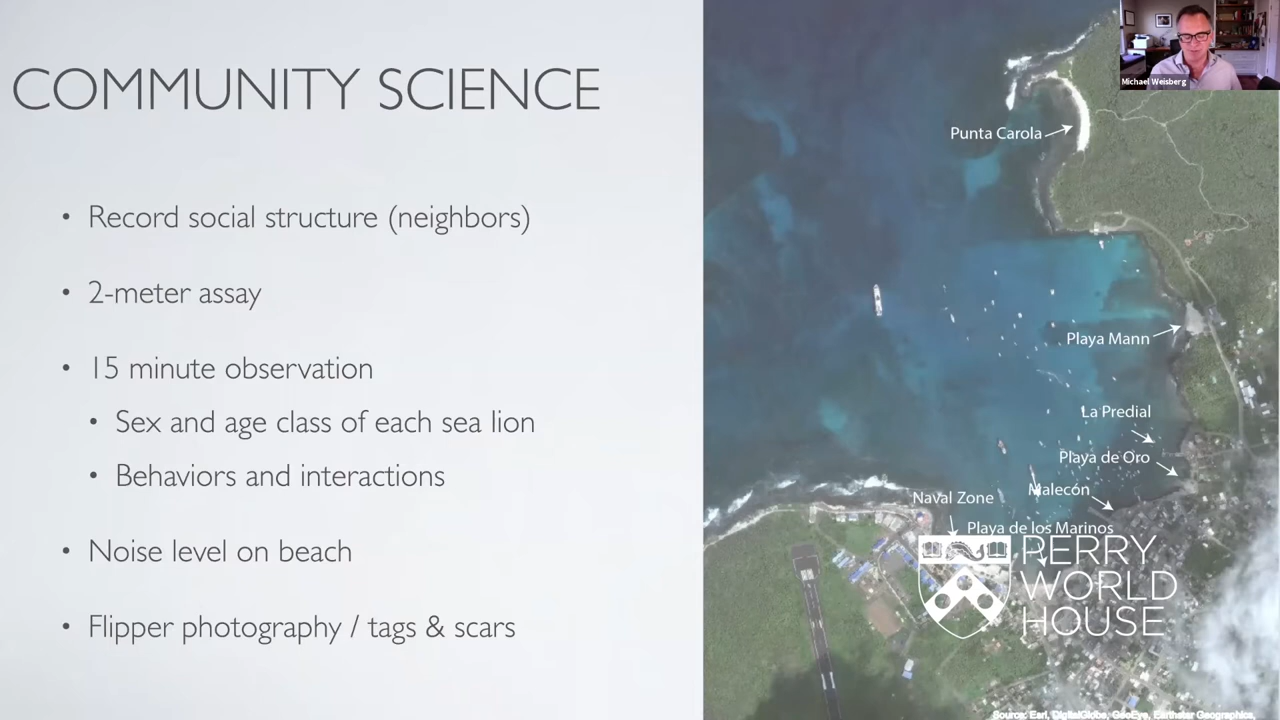 COMMUNITY SCIENCE
• Record social structure (neighbors)
• 2-meter assay
• 15 minute observation
• Sex and age class of each sea lion
• Behaviors and interactions
• Noise level on beach
• Flipper photography / tags & scars
Michael Weisberg
Punta Carola
Playa Mann
La Predial
Playa de Oro
Malecón
Naval Zone
Playa de los Marinos
PERRY
WORLD
HOUSE
Source: Esri, DigitalGlobe, GeoEye, Earthstar Geographics,